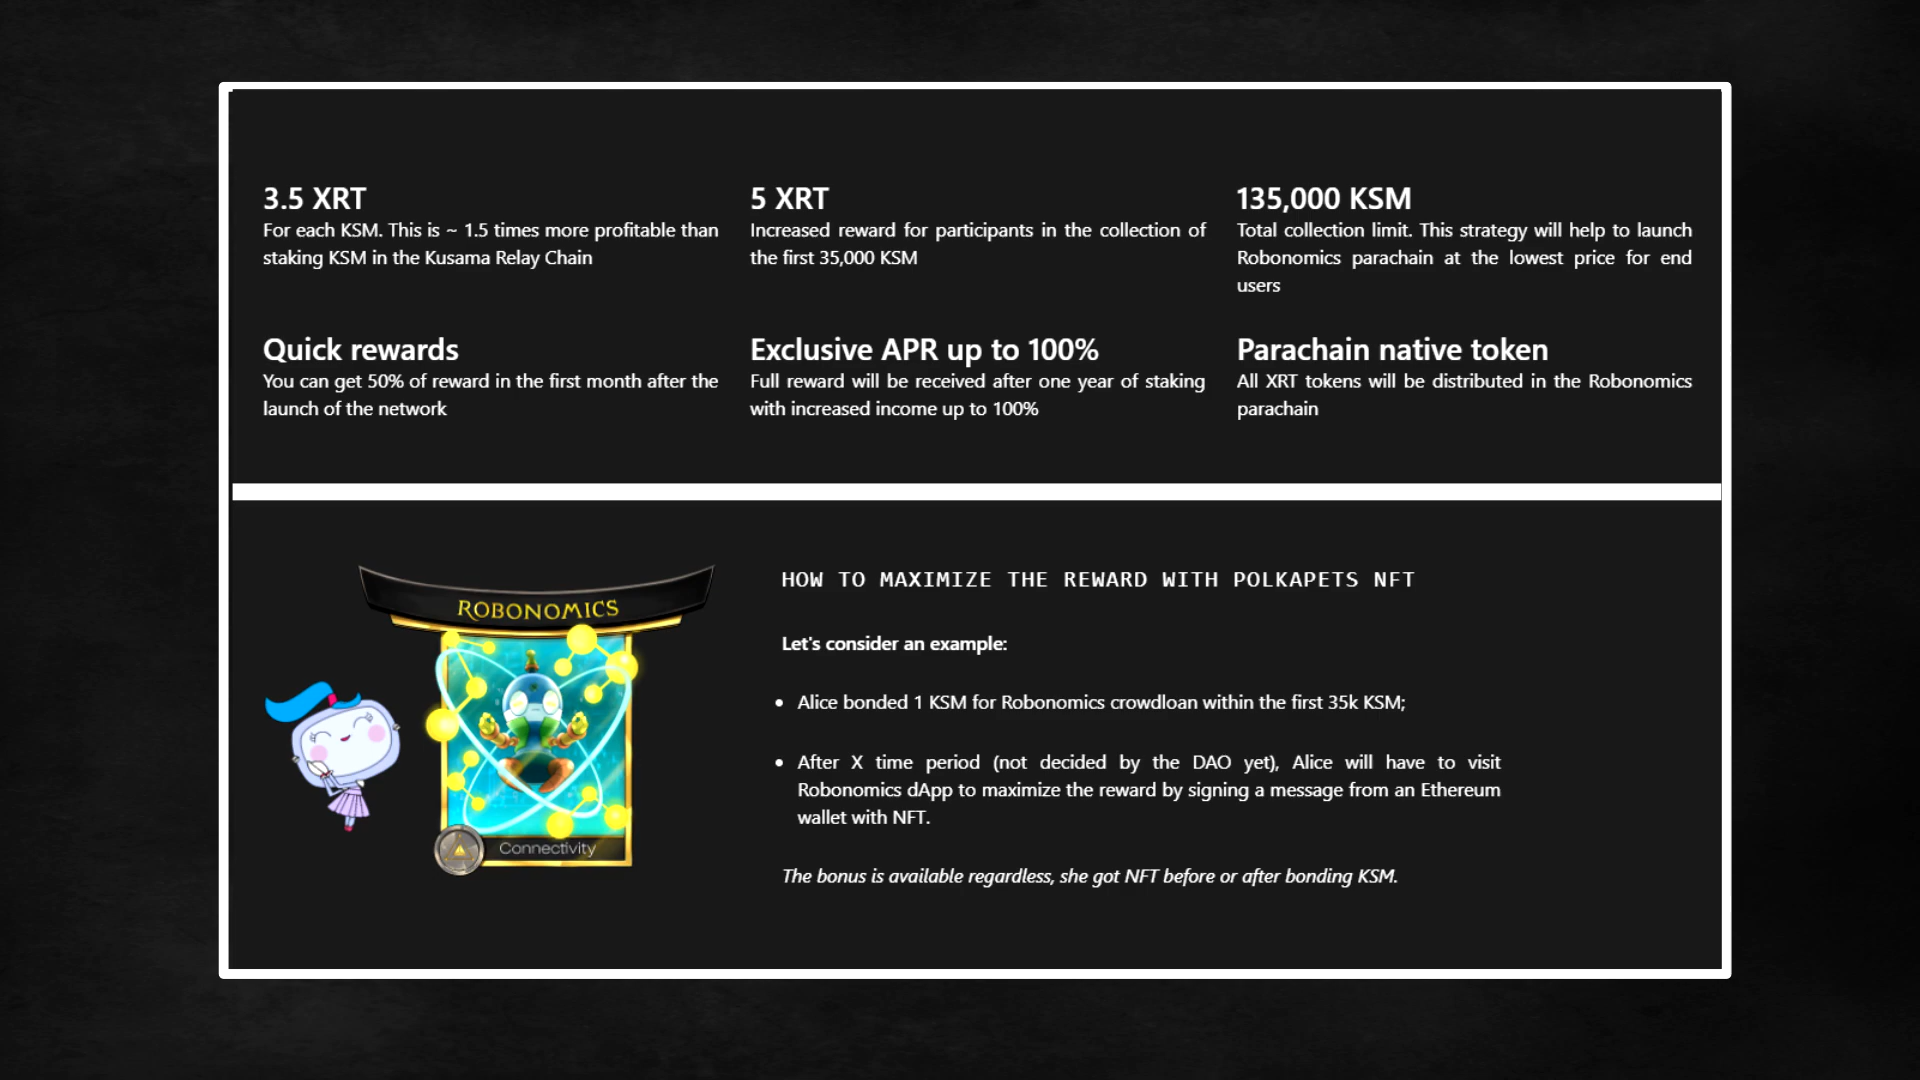 3.5 XRT
For each KSM. This is ~ 1.5 times more profitable than
staking KSM in the Kusama Relay Chain
5 XRT
Increased reward for participants in the collection of
the first 35,000 KSM
135,000 KSM
Total collection limit. This strategy will help to launch
Robonomics parachain at the lowest price for end
users
Quick rewards
You can get 50% of reward in the first month after the
launch of the network
Exclusive APR up to 100%
Full reward will be received after one year of staking
with increased income up to 100%
Parachain native token
All XRT tokens will be distributed in the Robonomics
parachain
ROBONOMICS
Connectivity
HOW TO MAXIMIZE THE REWARD WITH POLKAPETS NFT
Let's consider an example:
• Alice bonded 1 KSM for Robonomics crowdloan within the first 35k KSM;
• After X time period (not decided by the DAO yet), Alice will have to visit
Robonomics dApp to maximize the reward by signing a message from an Ethereum
wallet with NFT.
The bonus is available regardless, she got NFT before or after bonding KSM.